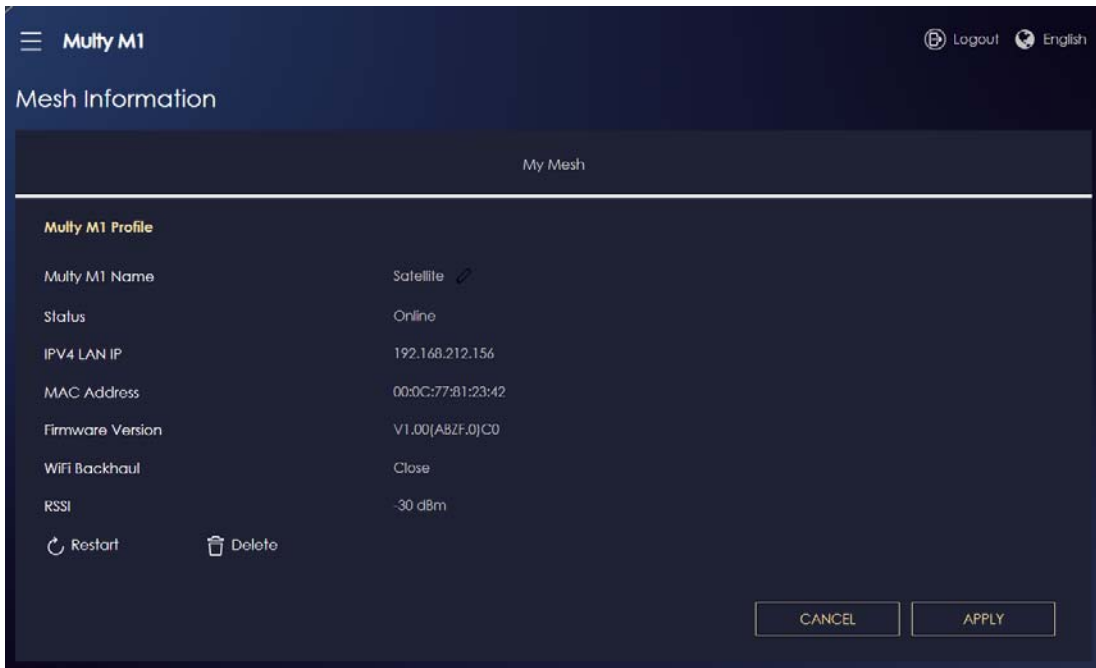 Multy M1 Logout English
Mesh Information
My Mesh
Multy M1 Profile
Multy M1 Name Satellite
Status Online
IPV4 LAN IP 192.168.212.156
MAC Address 00:0C:77:81:23:42
Firmware Version V1.00(ABZF.0)C0
WiFi Backhaul Close
RSSI -30 dBm
Restart Delete
CANCEL APPLY